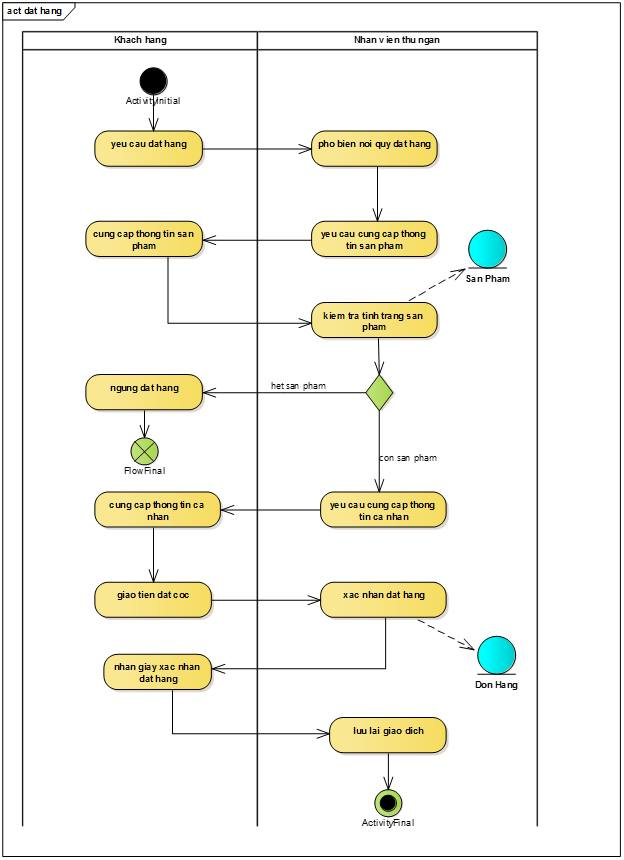 act dat hang
Khach hang
Nhan vien thu ngan
ActivityInitial
yeu cau dat hang
pho bien noi quy dat hang
cung cap thong tin san
pham
yeu cau cung cap thong
tin san pham
San Pham
kiem tra tinh trang san
pham
ngung dat hang
het san pham
FlowFinal
con san pham
cung cap thong tin ca
nhan
yeu cau cung cap thong
tin ca nhan
giao tien dat coc
xac nhan dat hang
nhan giay xac nhan
dat hang
Don Hang
luu lai giao dich
ActivityFinal